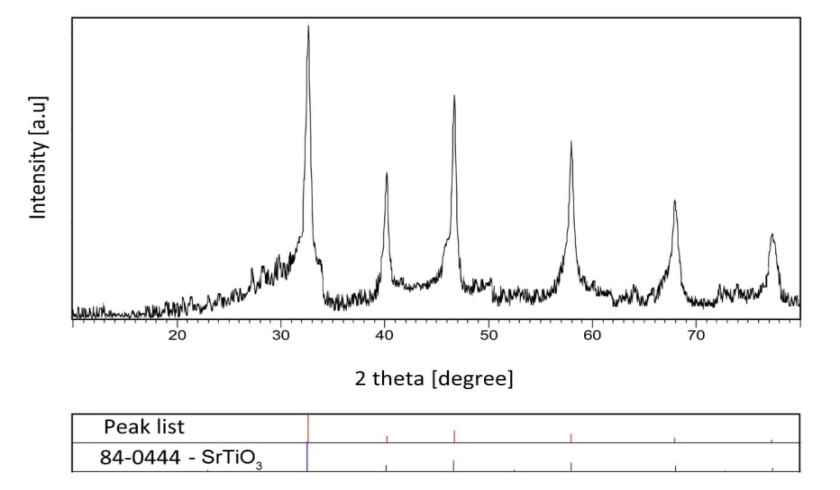 Intensity [a.u]
20 30 40 50 60 70
2 theta [degree]
Peak list
84-0444 - SrTiO₃